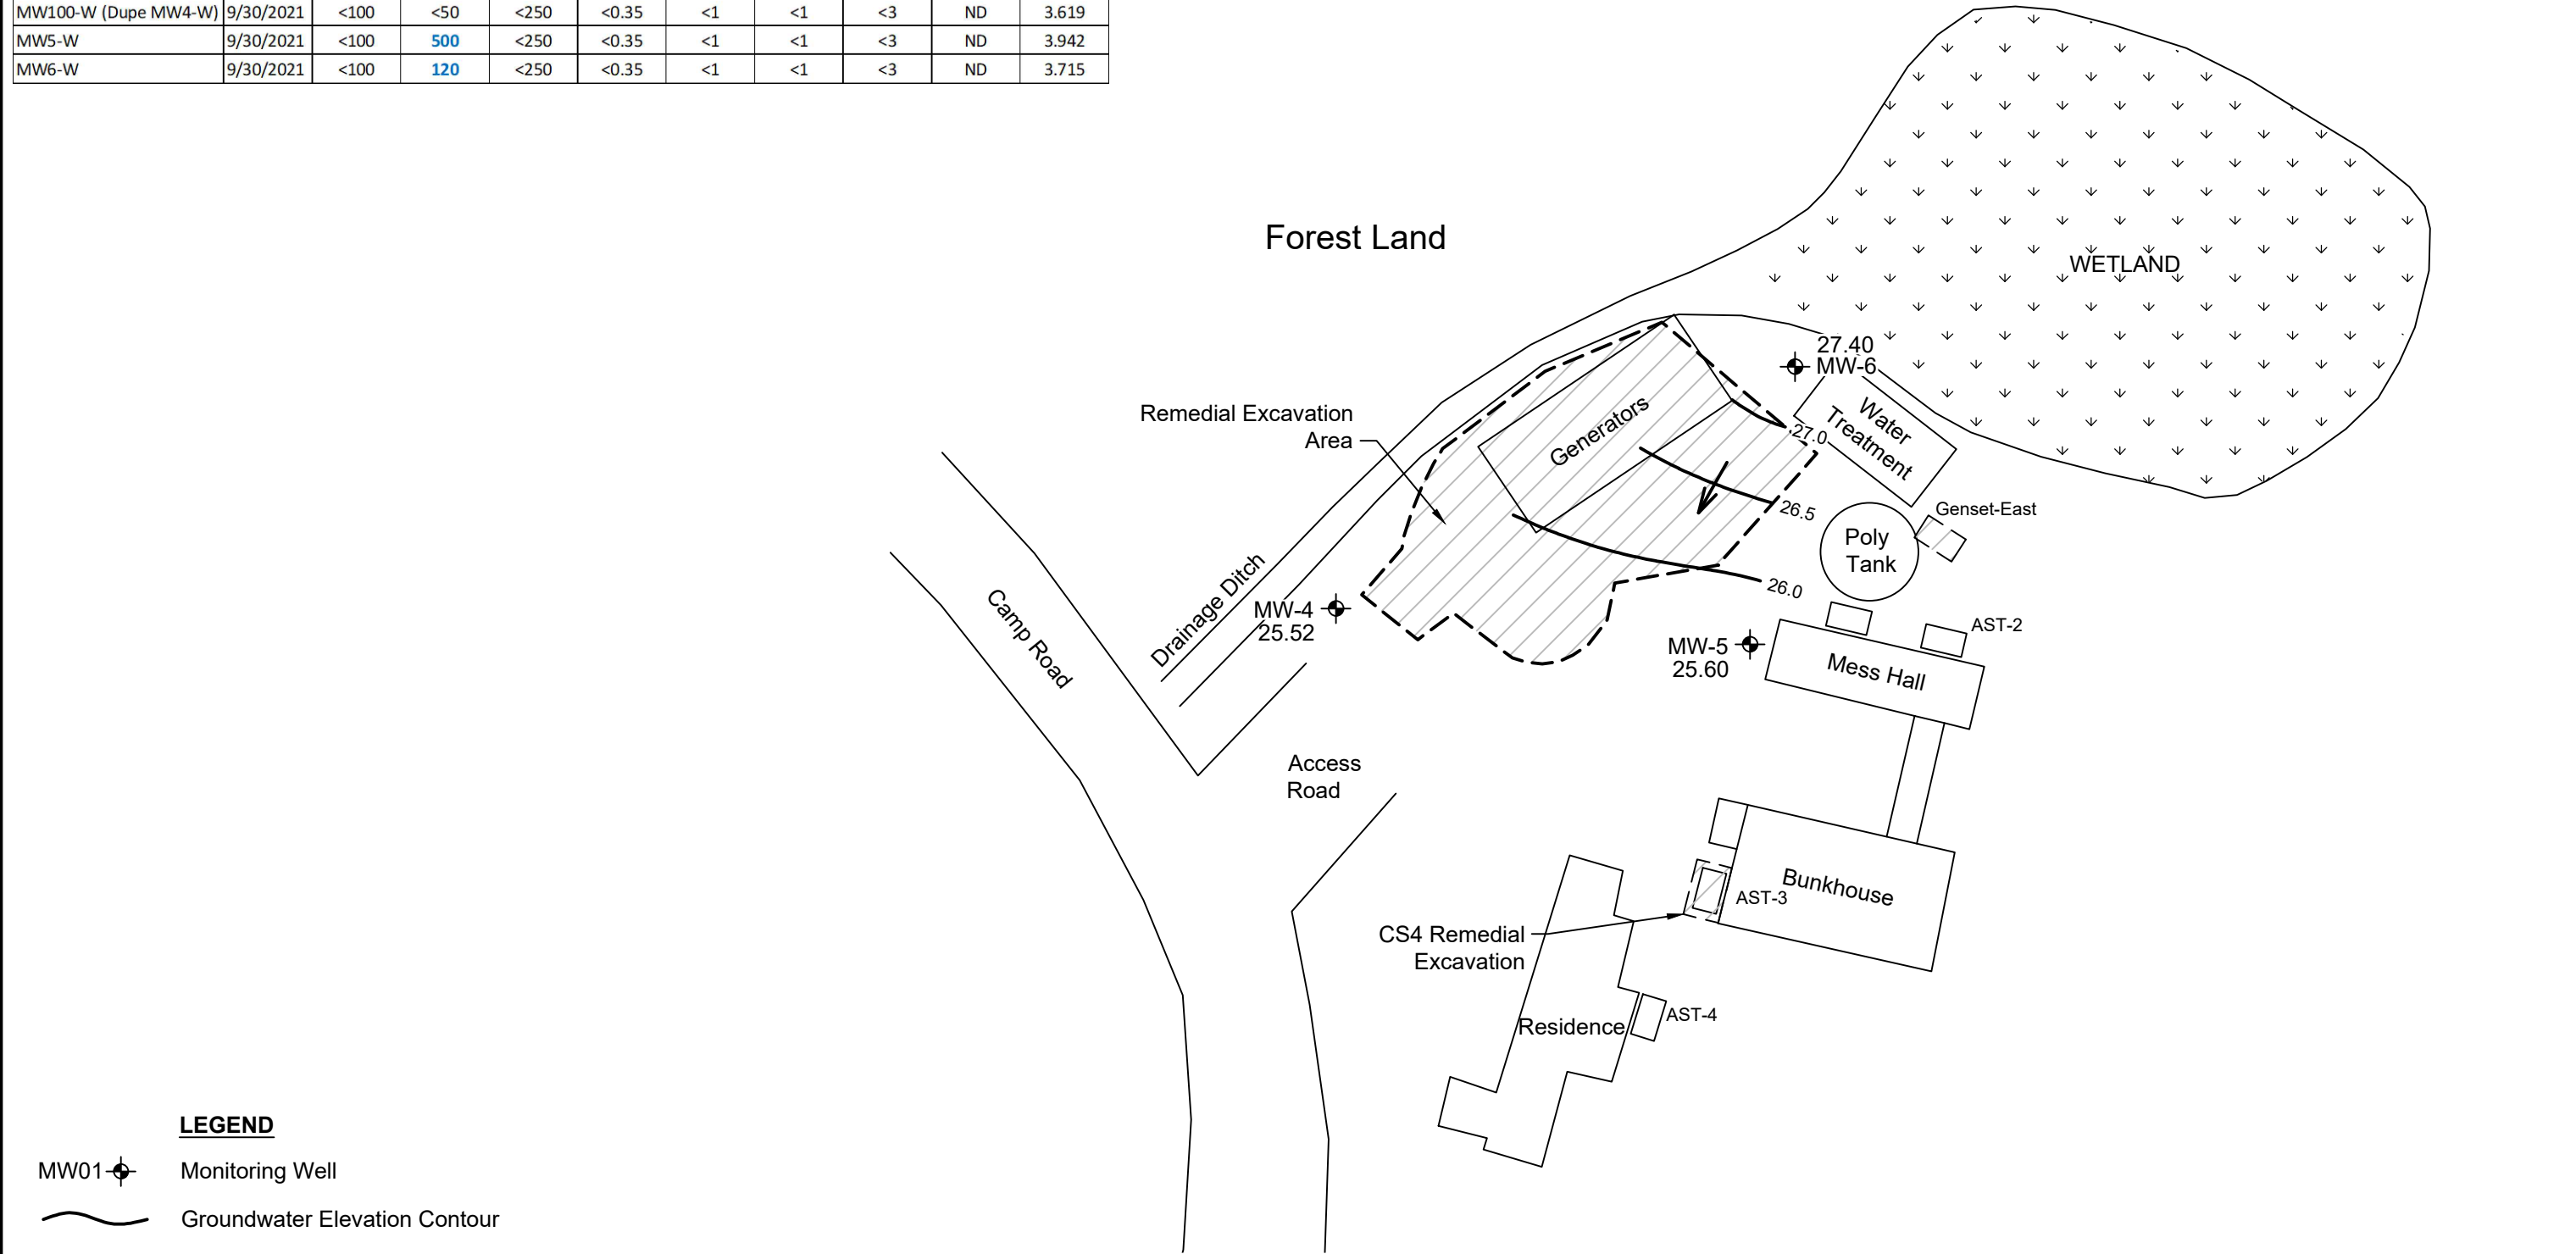 MW100-W (Dupe MW4-W) 9/30/2021 <100 <50 <250 <0.35 <1 <1 <3 ND 3.619
MW5-W 9/30/2021 <100 500 <250 <0.35 <1 <1 <3 ND 3.942
MW6-W 9/30/2021 <100 120 <250 <0.35 <1 <1 <3 ND 3.715
Forest Land
WETLAND
27.40
MW-6
Remedial Excavation
Area
Generators
27.0
Water
Treatment
26.5
Genset-East
Poly
Tank
26.0
Drainage Ditch
Camp Road
MW-4
25.52
MW-5
25.60
AST-2
Mess Hall
Access
Road
Bunkhouse
AST-3
CS4 Remedial
Excavation
Residence
AST-4
LEGEND
MW01
Monitoring Well
Groundwater Elevation Contour